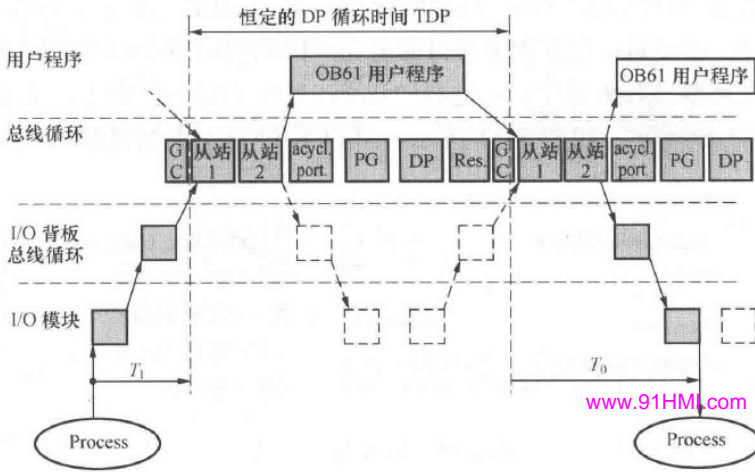 恒定的 DP 循环时间 TDP
用户程序
OB61 用户程序
OB61 用户程序
总线循环
GC
从站1
从站2
acycl. port.
PG
DP
Res.
GC
从站1
从站2
acycl. port.
PG
DP
I/O 背板
总线循环
I/O 模块
T₁
T₀
www.91HMI.com
Process
Process